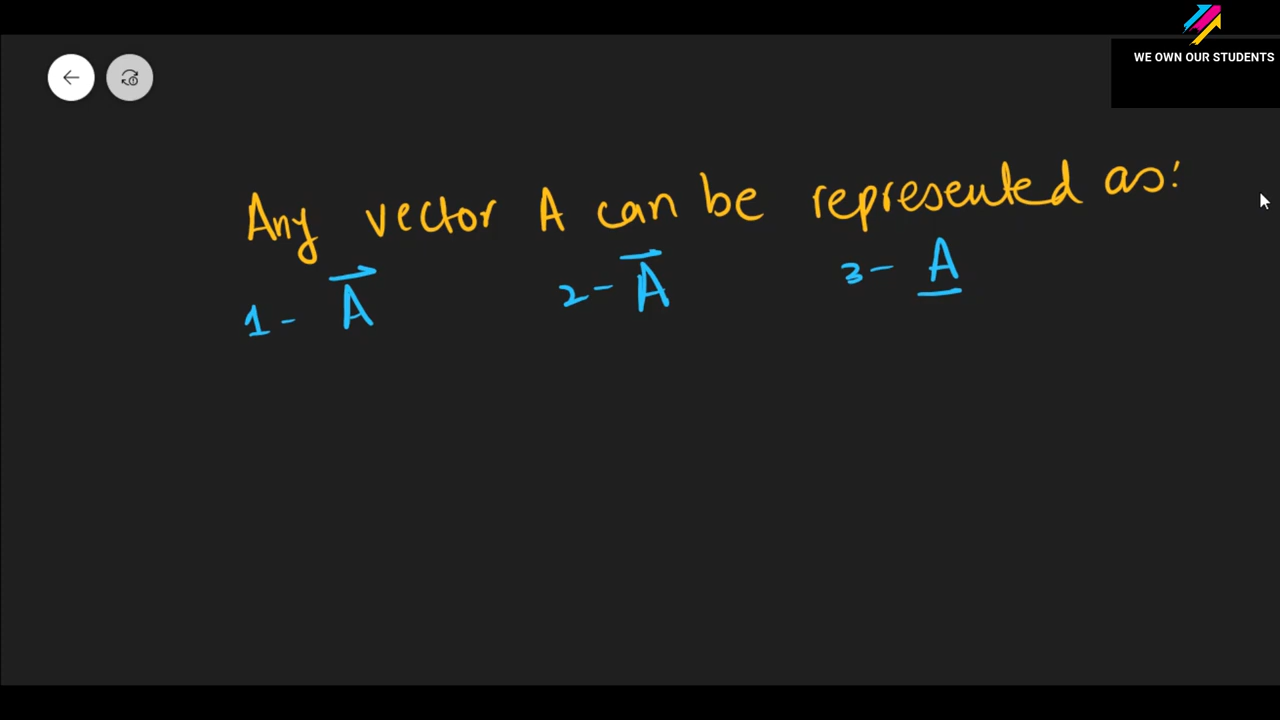 WE OWN OUR STUDENTS
Any vector A can be represented as:
1- A⃗ 2- A̅ 3- A̲